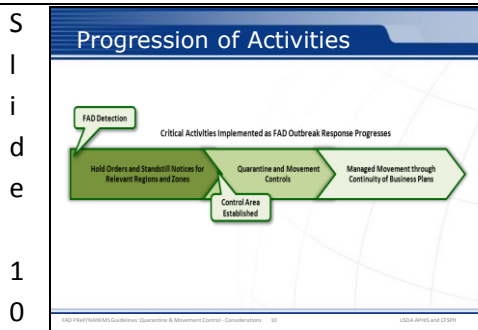 Slide 10
Progression of Activities
FAD Detection
Critical Activities Implemented as FAD Outbreak Response Progresses
Hold Orders and Standstill Notices for
Relevant Regions and Zones
Quarantine and Movement
Controls
Managed Movement through
Continuity of Business Plans
Control Area
Established
FAD PReP/NAHEMS Guidelines: Quarantine & Movement Control - Considerations 10 USDA APHIS and CFSPH